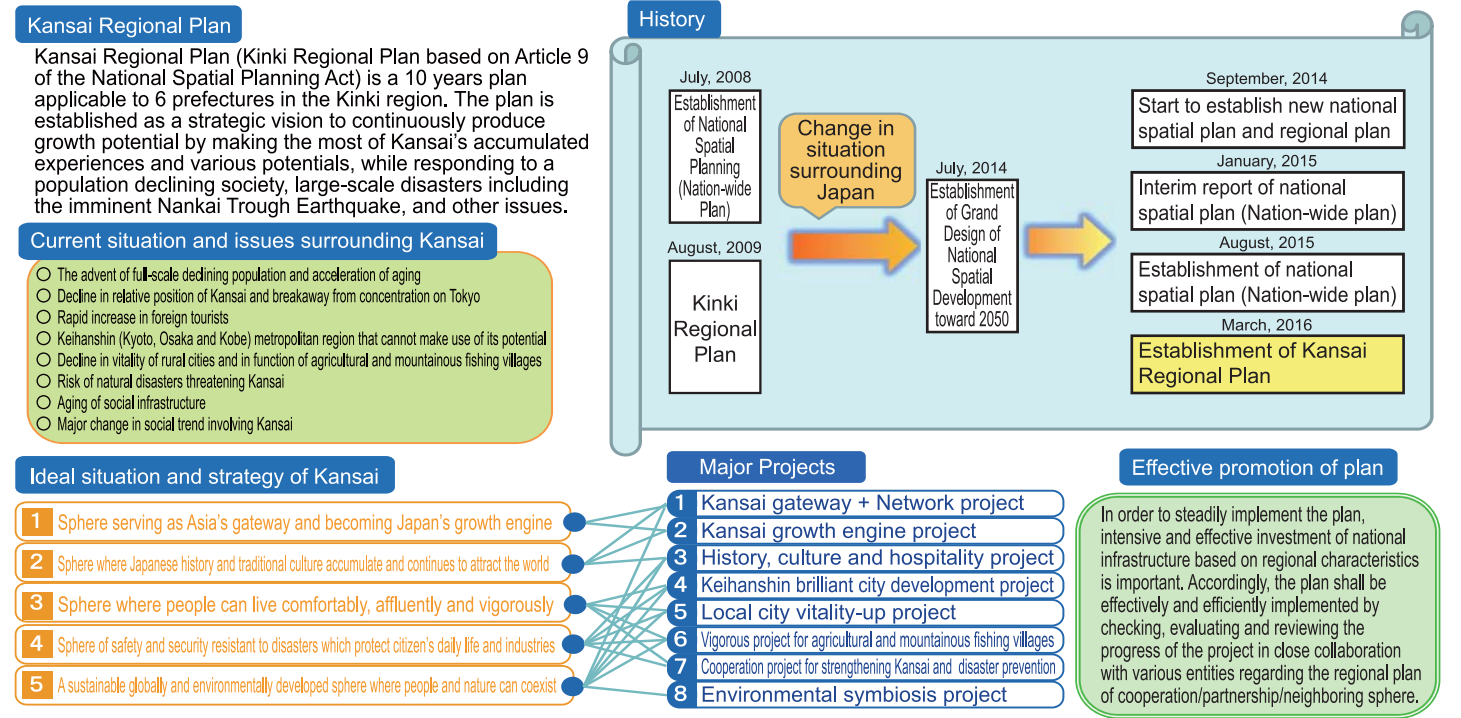 Kansai Regional Plan
Kansai Regional Plan (Kinki Regional Plan based on Article 9
of the National Spatial Planning Act) is a 10 years plan
applicable to 6 prefectures in the Kinki region. The plan is
established as a strategic vision to continuously produce
growth potential by making the most of Kansai's accumulated
experiences and various potentials, while responding to a
population declining society, large-scale disasters including
the imminent Nankai Trough Earthquake, and other issues.
Current situation and issues surrounding Kansai
○ The advent of full-scale declining population and acceleration of aging
○ Decline in relative position of Kansai and breakaway from concentration on Tokyo
○ Rapid increase in foreign tourists
○ Keihanshin (Kyoto, Osaka and Kobe) metropolitan region that cannot make use of its potential
○ Decline in vitality of rural cities and in function of agricultural and mountainous fishing villages
○ Risk of natural disasters threatening Kansai
○ Aging of social infrastructure
○ Major change in social trend involving Kansai
History
July, 2008
Establishment
of National
Spatial
Planning
(Nation-wide
Plan)
August, 2009
Kinki
Regional
Plan
Change in
situation
surrounding
Japan
July, 2014
Establishment
of Grand
Design of
National
Spatial
Development
toward 2050
September, 2014
Start to establish new national
spatial plan and regional plan
January, 2015
Interim report of national
spatial plan (Nation-wide plan)
August, 2015
Establishment of national
spatial plan (Nation-wide plan)
March, 2016
Establishment of Kansai
Regional Plan
Ideal situation and strategy of Kansai
1 Sphere serving as Asia's gateway and becoming Japan's growth engine
2 Sphere where Japanese history and traditional culture accumulate and continues to attract the world
3 Sphere where people can live comfortably, affluently and vigorously
4 Sphere of safety and security resistant to disasters which protect citizen's daily life and industries
5 A sustainable globally and environmentally developed sphere where people and nature can coexist
Major Projects
1 Kansai gateway + Network project
2 Kansai growth engine project
3 History, culture and hospitality project
4 Keihanshin brilliant city development project
5 Local city vitality-up project
6 Vigorous project for agricultural and mountainous fishing villages
7 Cooperation project for strengthening Kansai and disaster prevention
8 Environmental symbiosis project
Effective promotion of plan
In order to steadily implement the plan,
intensive and effective investment of national
infrastructure based on regional characteristics
is important. Accordingly, the plan shall be
effectively and efficiently implemented by
checking, evaluating and reviewing the
progress of the project in close collaboration
with various entities regarding the regional plan
of cooperation/partnership/neighboring sphere.